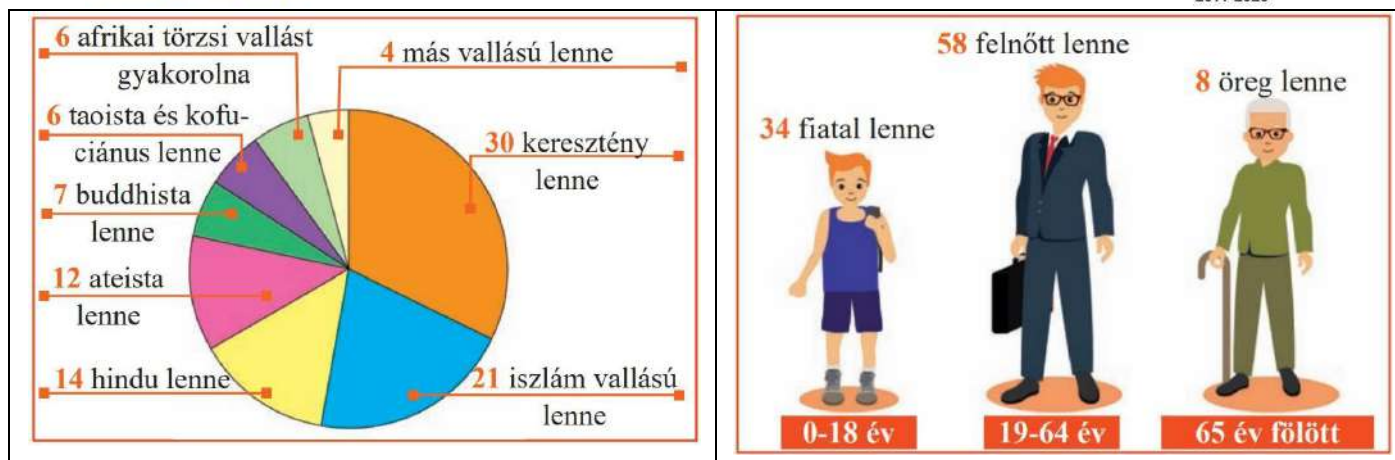 6 afrikai törzsi vallást
gyakorolna
4 más vallású lenne
6 taoista és kofu-
ciánus lenne
30 keresztény
lenne
7 buddhista
lenne
12 ateista
lenne
14 hindu lenne
21 iszlám vallású
lenne
58 felnőtt lenne
8 öreg lenne
34 fiatal lenne
0-18 év
19-64 év
65 év fölött